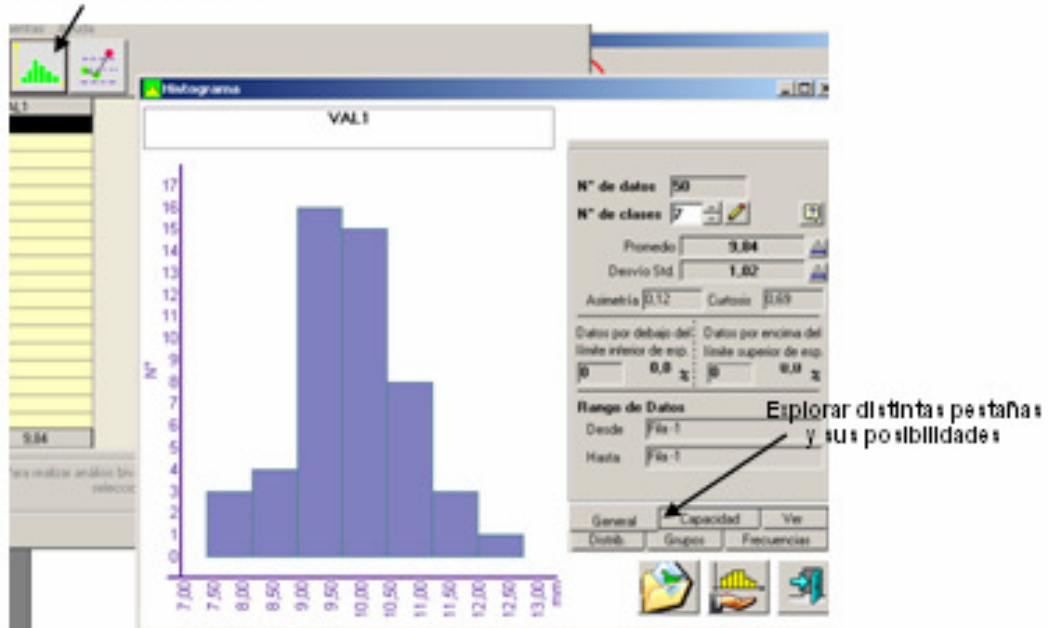 Ayuda
Histograma
VAL1
VAL1
17
16
15
14
13
12
11
10
9
8
7
6
5
4
3
2
1
0
N°
7,00
7,50
8,00
8,50
9,00
9,50
10,00
10,50
11,00
11,50
12,00
12,50
13,00
mm
N° de datos 50
N° de clases 7
Promedio 9,84
Desvío Std. 1,02
Asimetría 0,12 Curtosis 0,69
Datos por debajo del límite inferior de esp.
0 0,0 %
Datos por encima del límite superior de esp.
0 0,0 %
Rango de Datos
Desde Fila-1
Hasta Fila-1
General Capacidad Ver
Distrib. Grupos Frecuencias
9,84
Para realizar análisis
Explorar distintas pestañas
y sus posibilidades